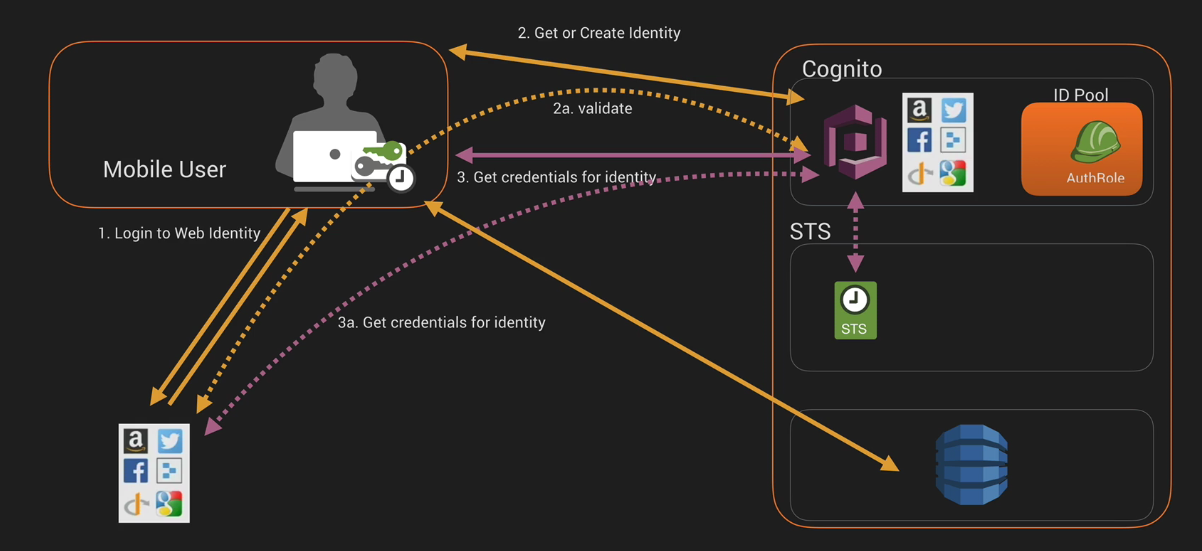 2. Get or Create Identity
Cognito
ID Pool
2a. validate
Mobile User
3. Get credentials for identity
AuthRole
1. Login to Web Identity
STS
3a. Get credentials for identity
STS